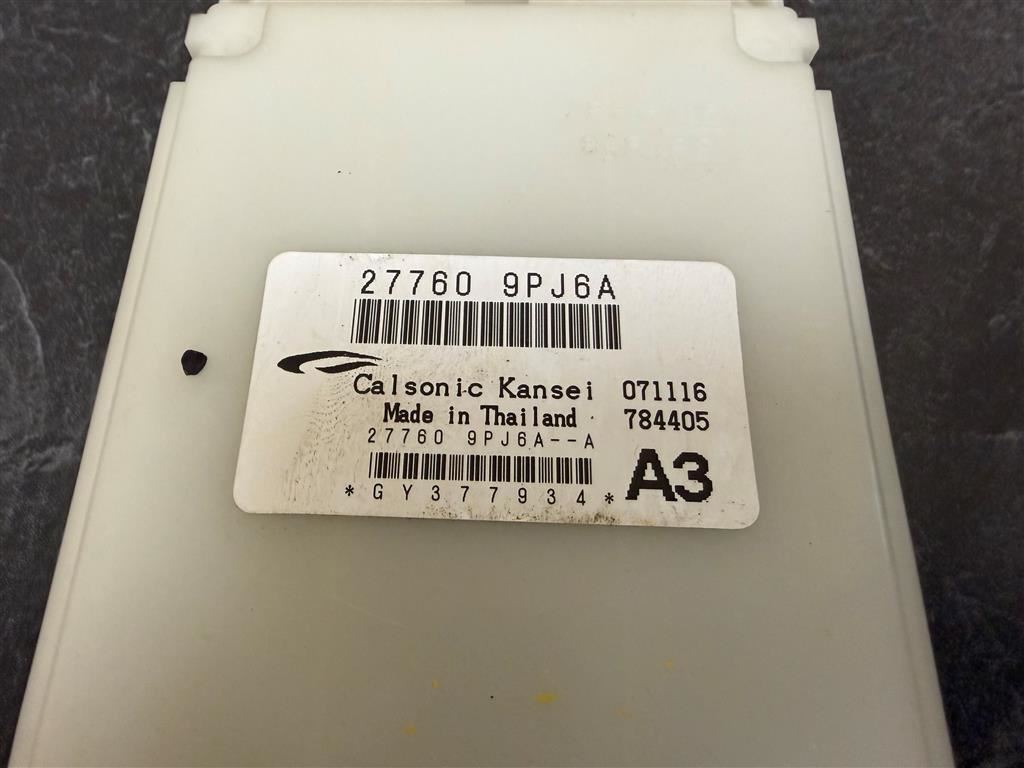 27760 9PJ6A
Calsonic Kansei 071116
Made in Thailand 784405
27760 9PJ6A--A
*GY377934* A3